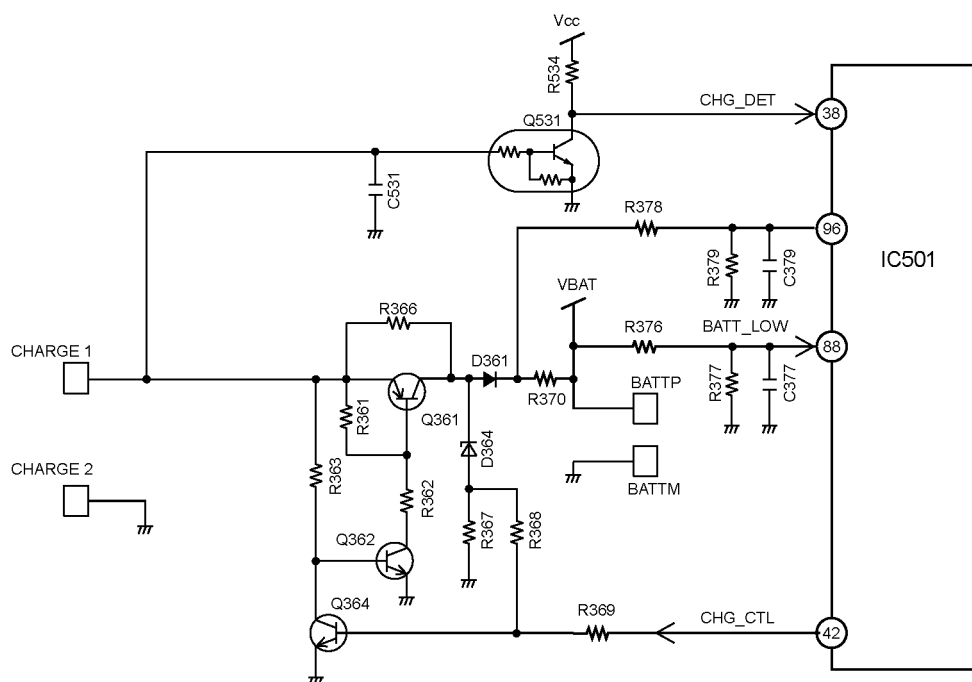 Vcc
R534
CHG_DET
38
Q531
C531
R378
96
IC501
R379
C379
VBAT
R366
R376
BATT_LOW
88
CHARGE 1
D361
R370
BATTP
R377
C377
R361
Q361
D364
CHARGE 2
R363
R362
BATTM
R367
R368
Q362
Q364
R369
CHG_CTL
42